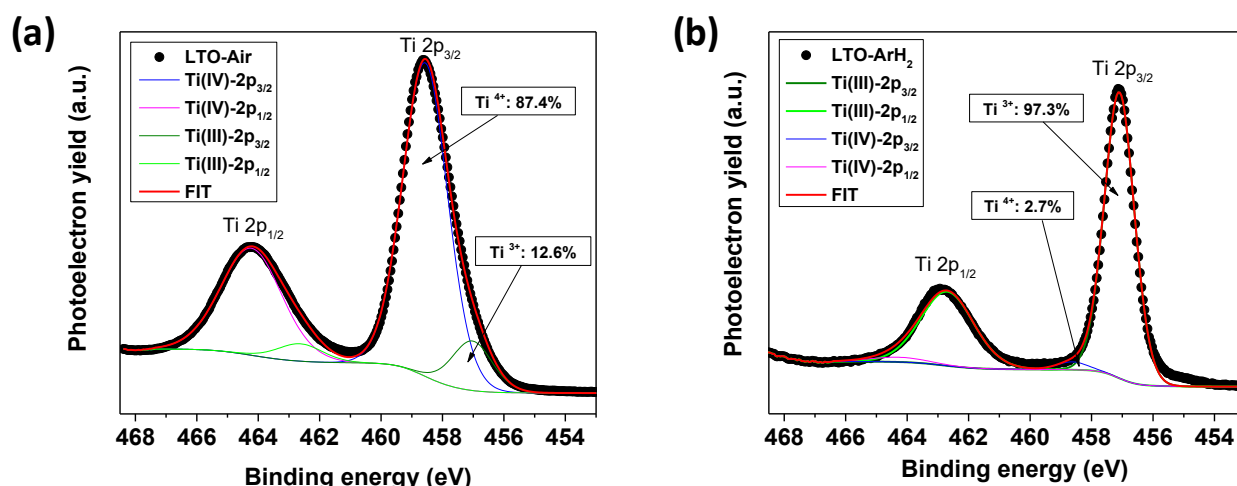 (a)
Photoelectron yield (a.u.)
LTO-Air
Ti(IV)-2p3/2
Ti(IV)-2p1/2
Ti(III)-2p3/2
Ti(III)-2p1/2
FIT
Ti 2p3/2
Ti 4+: 87.4%
Ti 2p1/2
Ti 3+: 12.6%
468 466 464 462 460 458 456 454
Binding energy (eV)
(b)
Photoelectron yield (a.u.)
LTO-ArH2
Ti(III)-2p3/2
Ti(III)-2p1/2
Ti(IV)-2p3/2
Ti(IV)-2p1/2
FIT
Ti 2p3/2
Ti 3+: 97.3%
Ti 4+: 2.7%
Ti 2p1/2
468 466 464 462 460 458 456 454
Binding energy (eV)